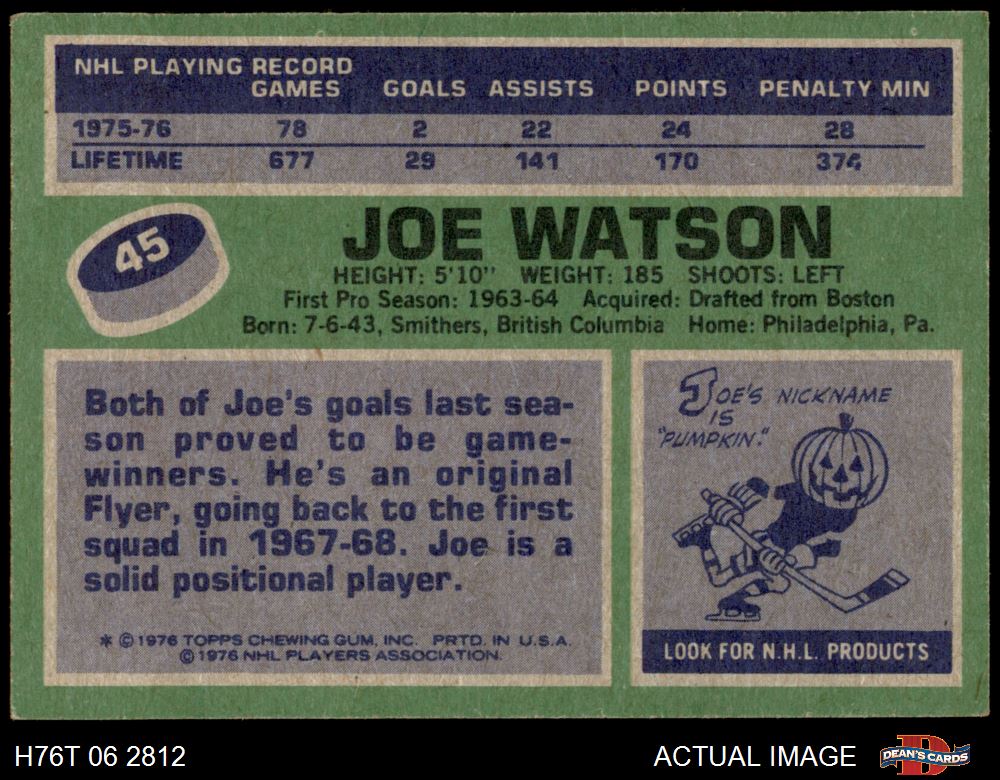 NHL PLAYING RECORD
GAMES GOALS ASSISTS POINTS PENALTY MIN
1975-76 78 2 22 24 28
LIFETIME 677 29 141 170 374
45
JOE WATSON
HEIGHT: 5'10" WEIGHT: 185 SHOOTS: LEFT
First Pro Season: 1963-64 Acquired: Drafted from Boston
Born: 7-6-43, Smithers, British Columbia Home: Philadelphia, Pa.
Both of Joe's goals last sea-
son proved to be game-
winners. He's an original
Flyer, going back to the first
squad in 1967-68. Joe is a
solid positional player.
* © 1976 TOPPS CHEWING GUM, INC. PRTD. IN U.S.A.
© 1976 NHL PLAYERS ASSOCIATION.
JOE'S NICKNAME
IS
"PUMPKIN."
LOOK FOR N.H.L. PRODUCTS
H76T 06 2812
ACTUAL IMAGE
DEAN'S CARDS